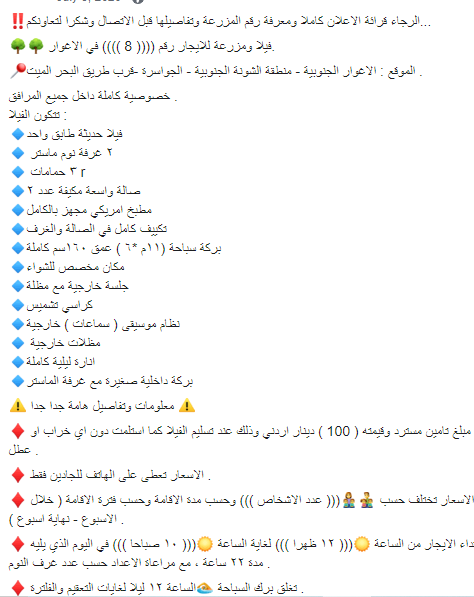 ‼️الرجاء قرائة الاعلان كاملا ومعرفة رقم المزرعة وتفاصيلها قبل الاتصال وشكرا لتعاونكم...
🌳🌳 فيلا ومزرعة للايجار رقم (((( 8 )))) في الاغوار.
📍الموقع : الاغوار الجنوبية - منطقة الشونة الجنوبية - الجواسرة -قرب طريق البحر الميت .
خصوصية كاملة داخل جميع المرافق .
تتكون الفيلا :
🔷فيلا حديثة طابق واحد
🔷 ٢ غرفة نوم ماستر
🔷 ٣ حمامات r
🔷صالة واسعة مكيفة عدد ٢
🔷مطبخ امريكي مجهز بالكامل
🔷تكييف كامل في الصالة والغرف
🔷بركة سباحة (١١م *٦ ) عمق ١٦٠سم كاملة
🔷مكان مخصص للشواء
🔷جلسة خارجية مع مظلة
🔷كراسي تشميس
🔷نظام موسيقى ( سماعات ) خارجية
🔷مظلات خارجية
🔷انارة ليلية كاملة
🔷بركة داخلية صغيرة مع غرفة الماستر
⚠️ معلومات وتفاصيل هامة جدا جدا ⚠️
♦️ مبلغ تامين مسترد وقيمته ( 100 ) دينار اردني وذلك عند تسليم الفيلا كما استلمت دون اي خراب او
عطل .
♦️ الاسعار تعطى على الهاتف للجادين فقط .
♦️ الاسعار تختلف حسب ((( عدد الاشخاص ))) وحسب مدة الاقامة وحسب فترة الاقامة ( خلال
الاسبوع - نهاية اسبوع ) .
♦️ الايجار من الساعة 🌞((( ١٢ ظهرا ))) لغاية الساعة 🌞((( ١٠ صباحا ))) في اليوم الذي يليه
مدة ٢٢ ساعة ، مع مراعاة الاعداد حسب عدد غرف النوم .
♦️ تغلق برك السباحة 🏊الساعة ١٢ ليلا لغايات التعقيم والفلترة .